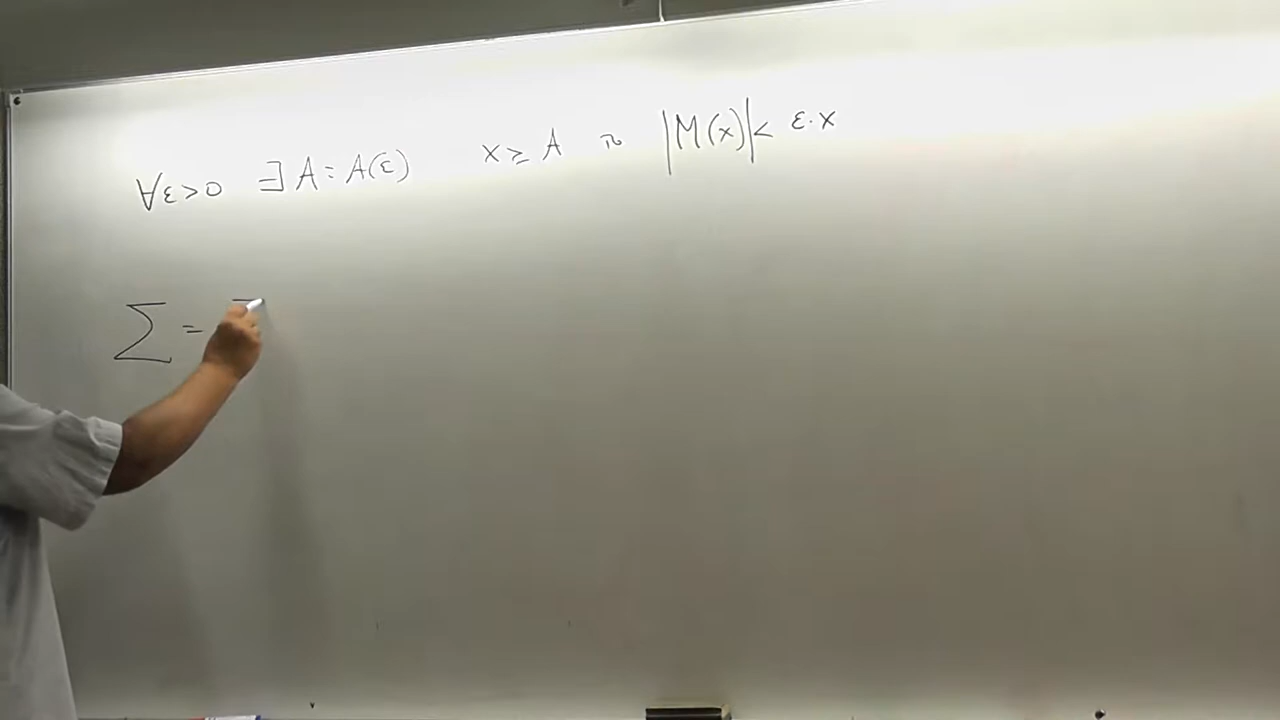 ∀ε>0 ∃A=A(ε) x≥A ⇒ |M(x)|< ε·x
∑ =